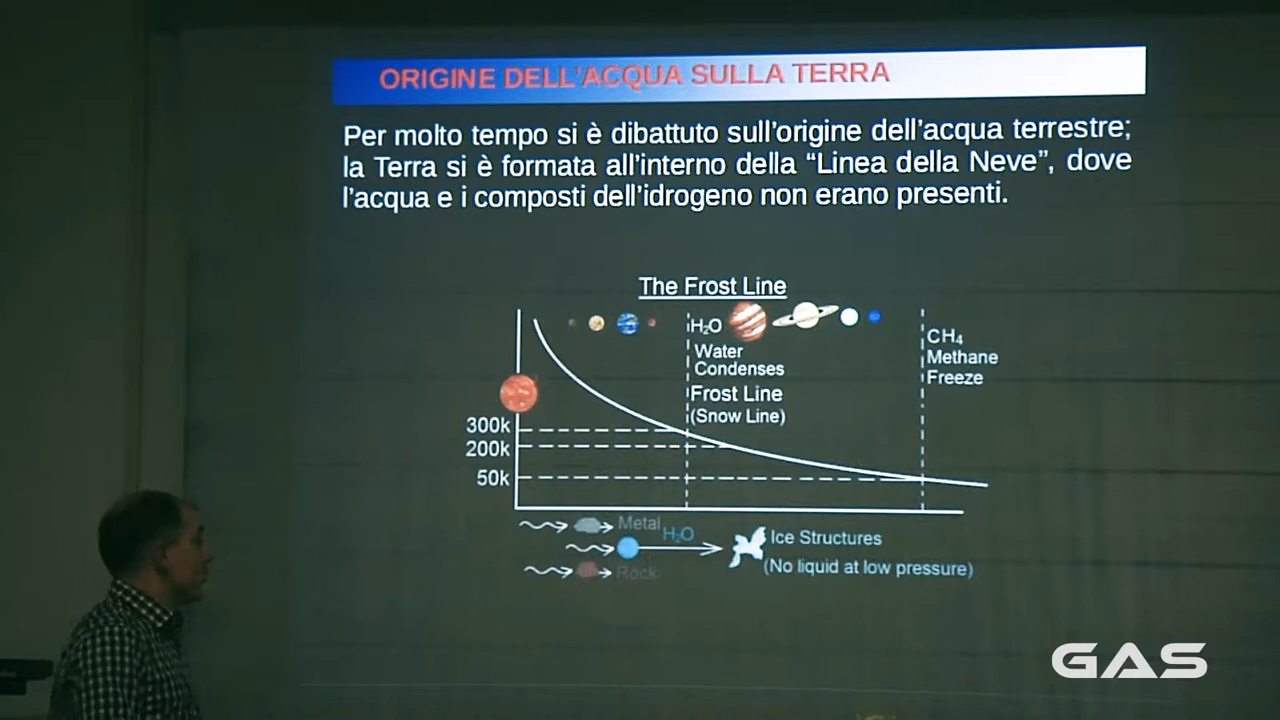 ORIGINE DELL'ACQUA SULLA TERRA
Per molto tempo si è dibattuto sull'origine dell'acqua terrestre;
la Terra si è formata all'interno della “Linea della Neve”, dove
l'acqua e i composti dell'idrogeno non erano presenti.
The Frost Line
H₂O
Water
Condenses
Frost Line
(Snow Line)
CH₄
Methane
Freeze
300k
200k
50k
Metal
H₂O
Rock
Ice Structures
(No liquid at low pressure)
GAS